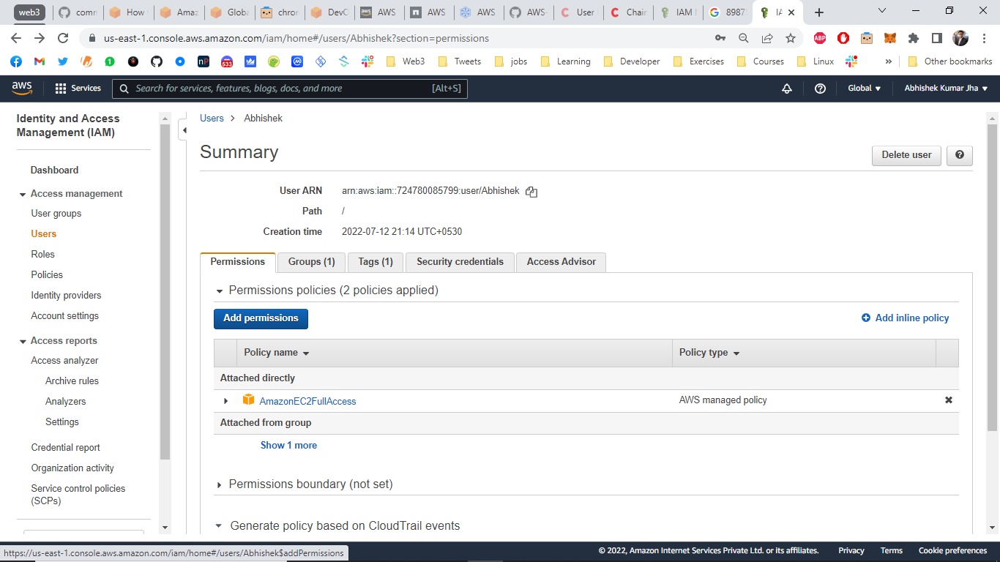 web3
comn
How
Amaz
Globa
chror
DevC
AWS
AWS
AWS
AWS-
User
Chair
IAM I
8987
IA
us-east-1.console.aws.amazon.com/iam/home#/users/Abhishek?section=permissions
ABP
533
Web3
Tweets
jobs
Learning
Developer
Exercises
Courses
Linux
»
Other bookmarks
aws
Services
Search for services, features, blogs, docs, and more
[Alt+S]
Global
Abhishek Kumar Jha
Identity and Access
Management (IAM)
Dashboard
Access management
User groups
Users
Roles
Policies
Identity providers
Account settings
Access reports
Access analyzer
Archive rules
Analyzers
Settings
Credential report
Organization activity
Service control policies
(SCPs)
Users > Abhishek
Summary
Delete user
?
User ARN arn:aws:iam::724780085799:user/Abhishek
Path /
Creation time 2022-07-12 21:14 UTC+0530
Permissions
Groups (1)
Tags (1)
Security credentials
Access Advisor
Permissions policies (2 policies applied)
Add permissions
Add inline policy
Policy name
Policy type
Attached directly
AmazonEC2FullAccess
AWS managed policy
Attached from group
Show 1 more
Permissions boundary (not set)
Generate policy based on CloudTrail events
https://us-east-1.console.aws.amazon.com/iam/home#/users/Abhishek$addPermissions
© 2022, Amazon Internet Services Private Ltd. or its affiliates.
Privacy
Terms
Cookie preferences